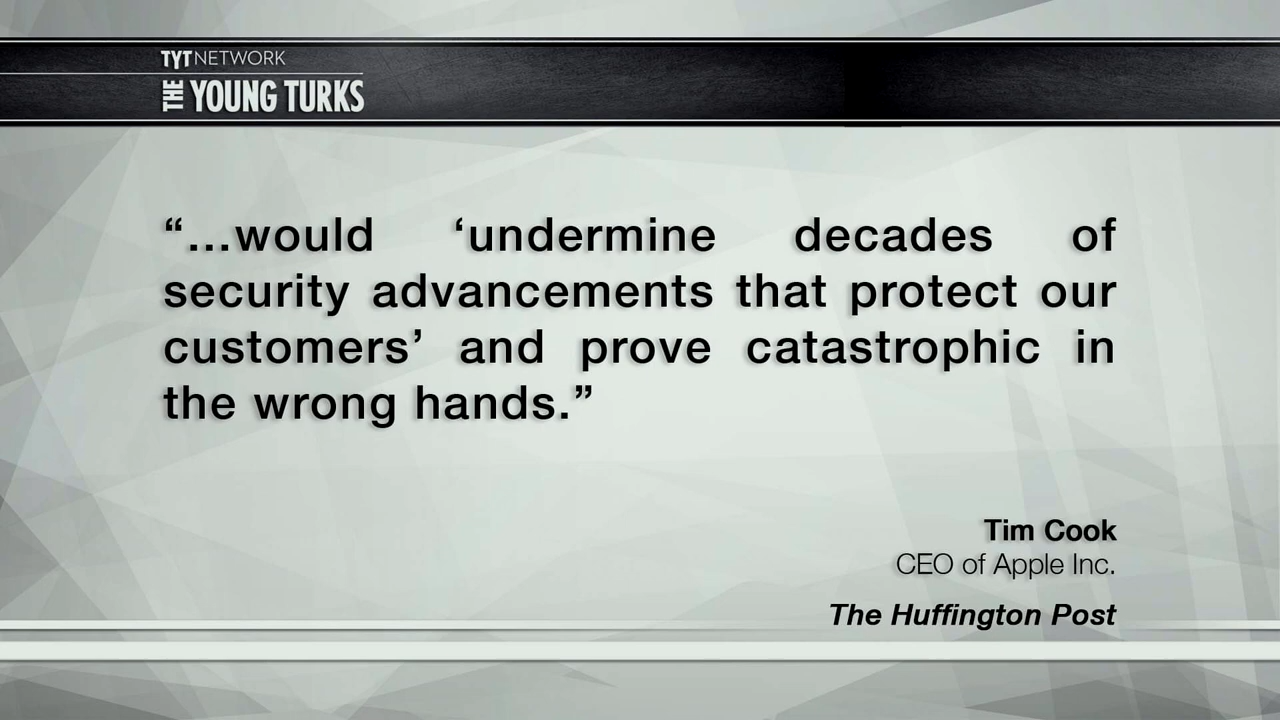 TYT NETWORK
THE YOUNG TURKS
“...would ‘undermine decades of
security advancements that protect our
customers’ and prove catastrophic in
the wrong hands.”
Tim Cook
CEO of Apple Inc.
The Huffington Post